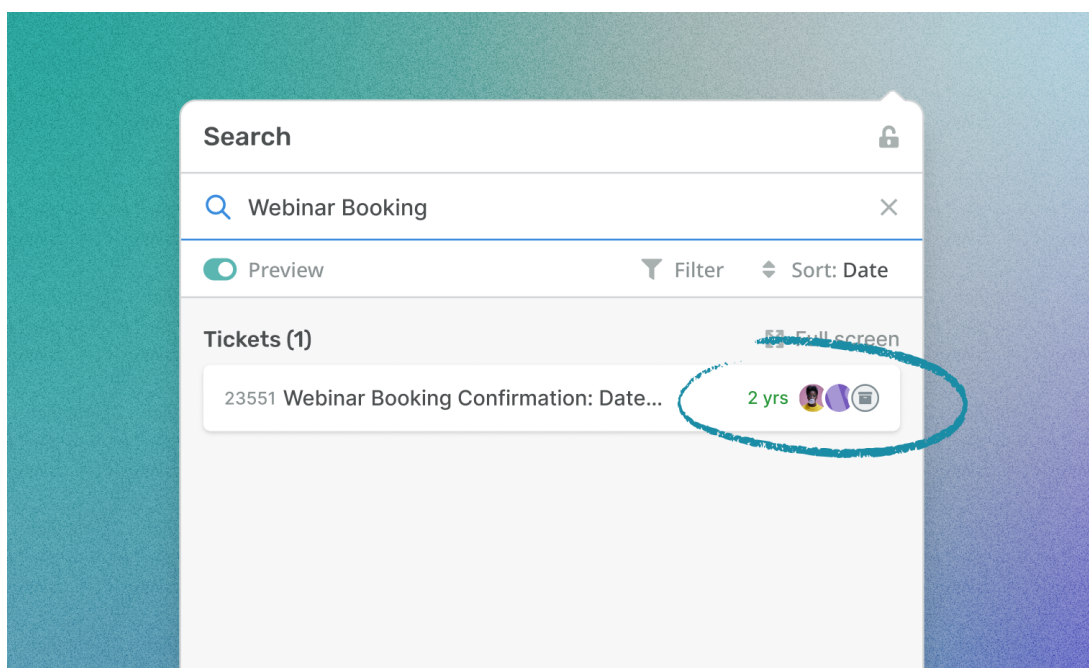 Search
Webinar Booking
Preview Filter Sort: Date
Tickets (1) Full screen
23551 Webinar Booking Confirmation: Date... 2 yrs